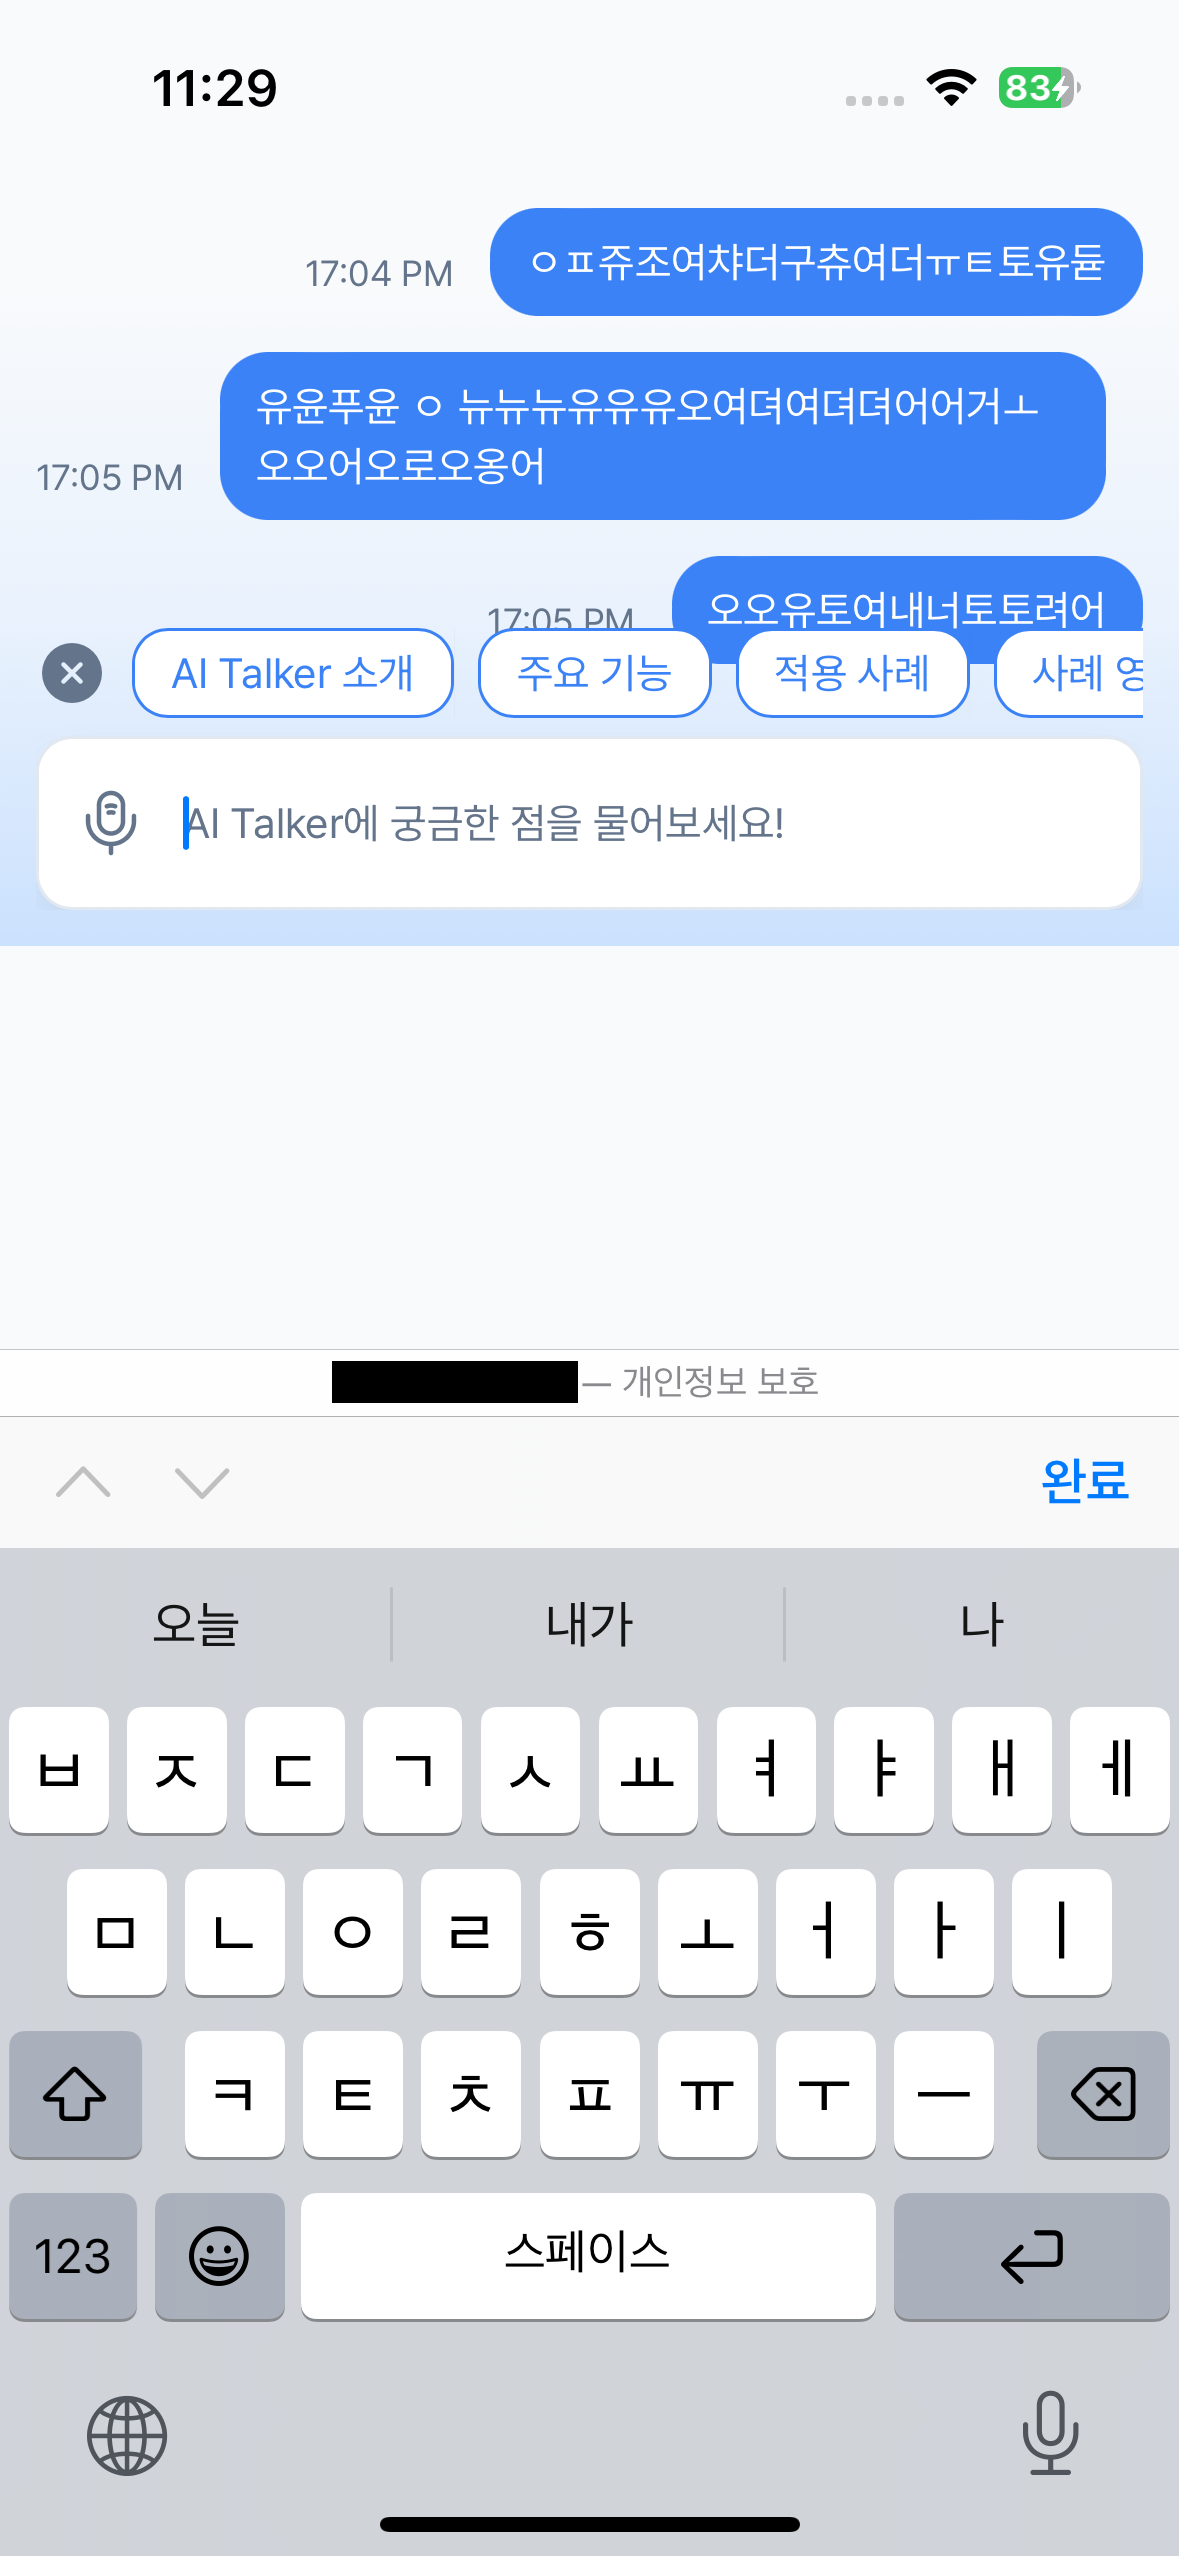 11:29
83
ㅇㅍ쥬조여챠더구츄여더ㅠㅌ토유듙
17:04 PM
유윤푸윤 ㅇ 뉴뉴뉴유유유오여뎌여뎌뎌어어거ㅗ
오오어오로오옹어
17:05 PM
오오유토여내너토토려어
17:05 PM
AI Talker 소개
주요 기능
적용 사례
사례 영
AI Talker에 궁금한 점을 물어보세요!
— 개인정보 보호
완료
오늘 내가 나
ㅂ ㅈ ㄷ ㄱ ㅅ ㅛ ㅕ ㅑ ㅐ ㅔ
ㅁ ㄴ ㅇ ㄹ ㅎ ㅗ ㅓ ㅏ ㅣ
ㅋ ㅌ ㅊ ㅍ ㅠ ㅜ ㅡ
123 스페이스